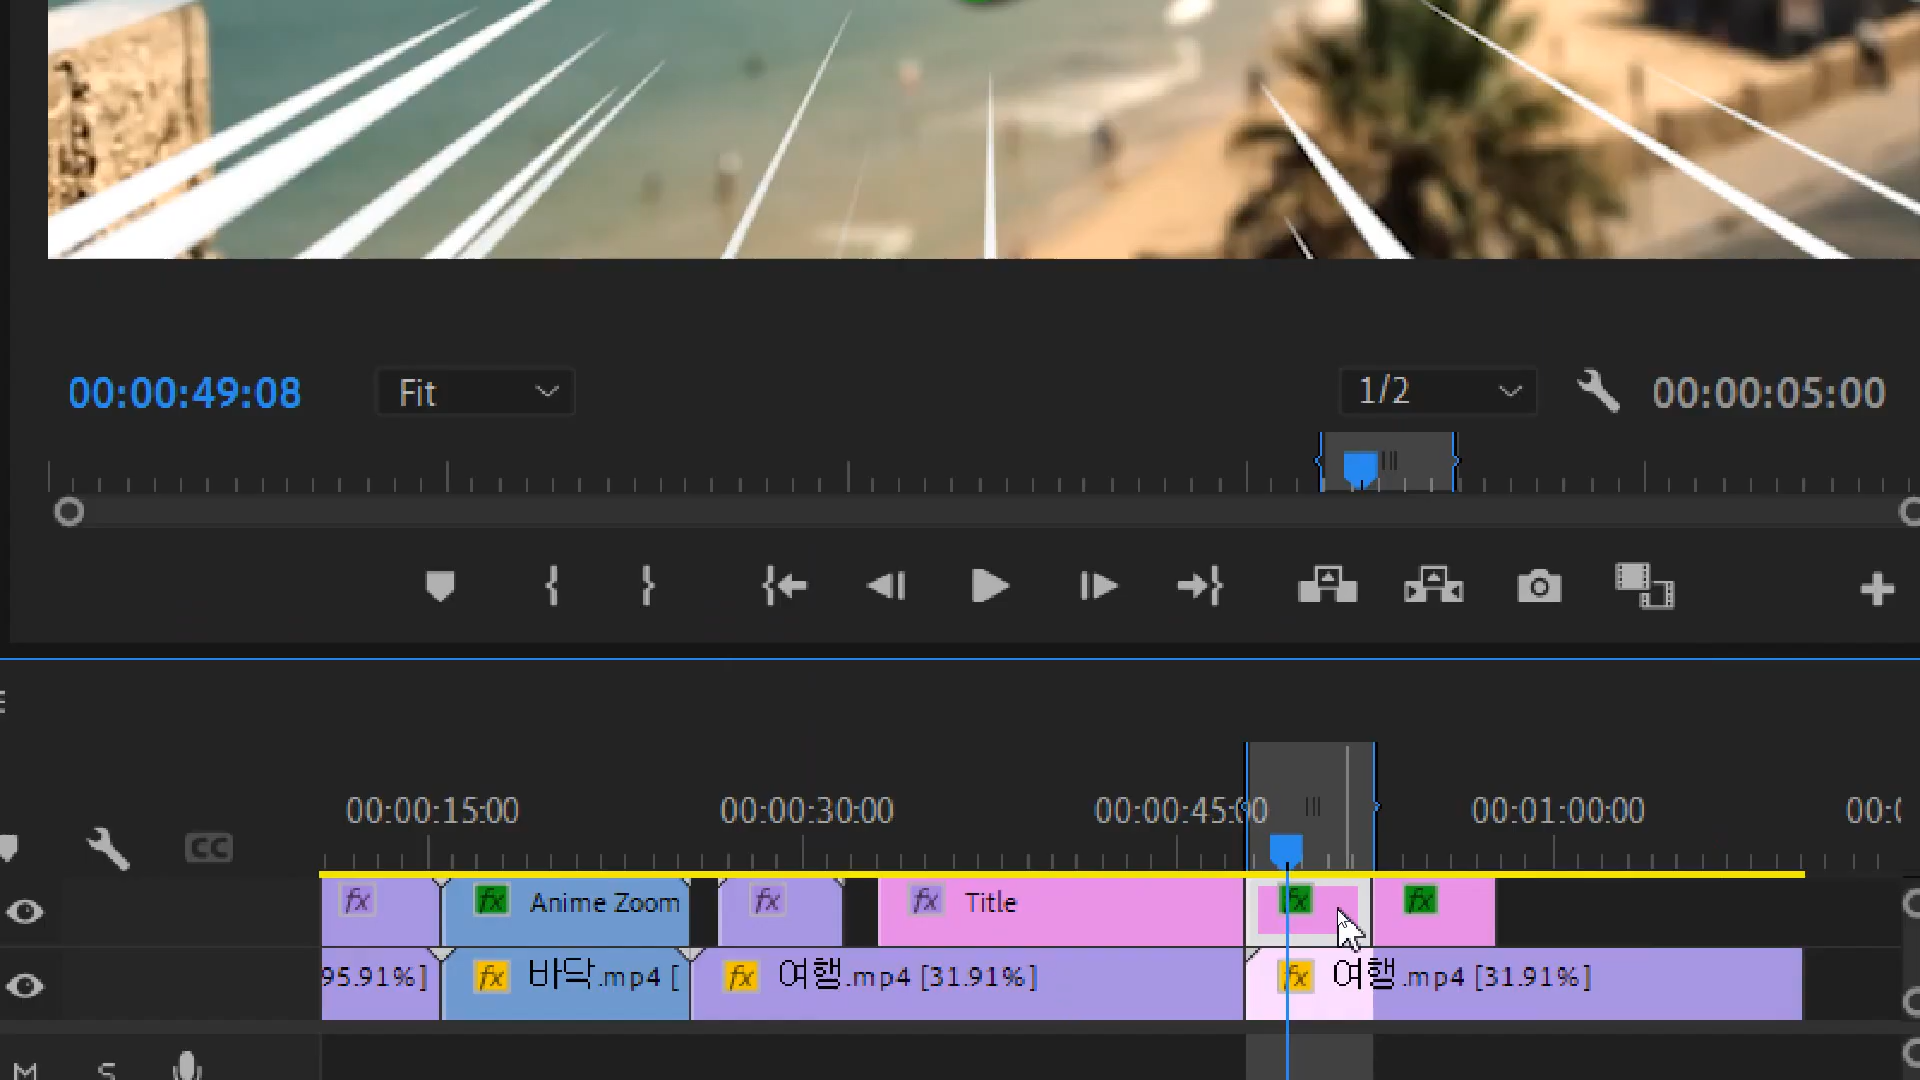 00:00:49:08 Fit 1/2 00:00:05:00
00:00:15:00 00:00:30:00 00:00:45:00 00:01:00:00 00:0
CC
fx fx Anime Zoom fx fx Title fx fx
95.91%] fx 바닥.mp4 [ fx 여행.mp4 [31.91%] fx 여행.mp4 [31.91%]
M S